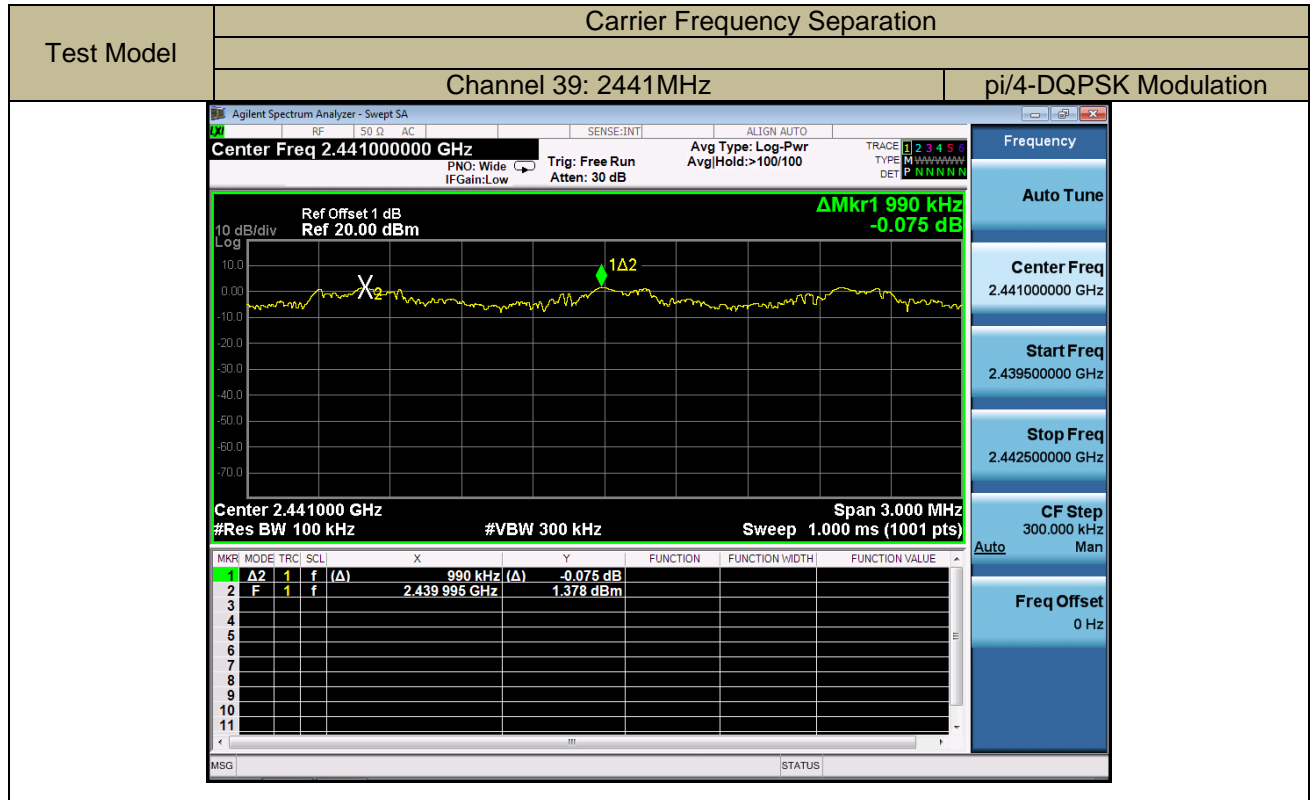 Test Model
Carrier Frequency Separation
Channel 39: 2441MHz
pi/4-DQPSK Modulation
Agilent Spectrum Analyzer - Swept SA
LXI RF 50 Ω AC SENSE:INT ALIGN AUTO
Center Freq 2.441000000 GHz
PNO: Wide
IFGain:Low
Trig: Free Run
Atten: 30 dB
Avg Type: Log-Pwr
Avg|Hold:>100/100
TRACE 1 2 3 4 5 6
TYPE M W W W W W
DET P N N N N N
ΔMkr1 990 kHz
-0.075 dB
Ref Offset 1 dB
10 dB/div Ref 20.00 dBm
Log
10.0
0.00
-10.0
-20.0
-30.0
-40.0
-50.0
-60.0
-70.0
1Δ2
2
Center 2.441000 GHz Span 3.000 MHz
#Res BW 100 kHz #VBW 300 kHz Sweep 1.000 ms (1001 pts)
MKR MODE TRC SCL X Y FUNCTION FUNCTION WIDTH FUNCTION VALUE
1 Δ2 1 f (Δ) 990 kHz (Δ) -0.075 dB
2 F 1 f 2.439 995 GHz 1.378 dBm
3
4
5
6
7
8
9
10
11
MSG STATUS
Frequency
Auto Tune
Center Freq
2.441000000 GHz
Start Freq
2.439500000 GHz
Stop Freq
2.442500000 GHz
CF Step
300.000 kHz
Auto Man
Freq Offset
0 Hz